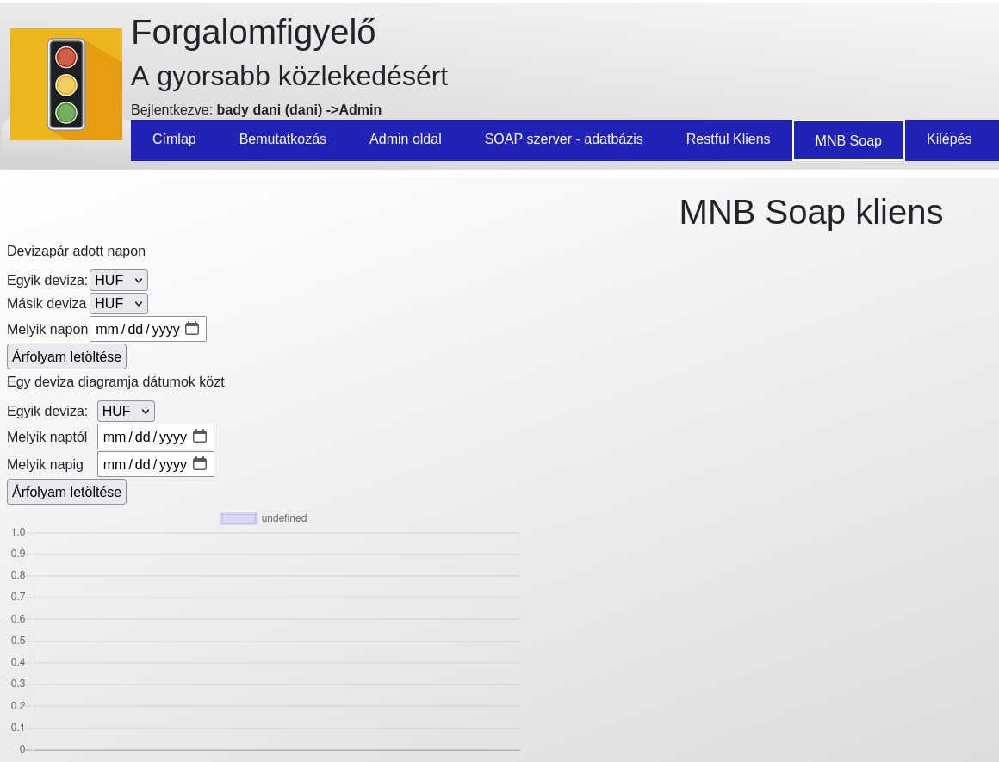 Forgalomfigyelő
A gyorsabb közlekedésért
Bejlentkezve: bady dani (dani) ->Admin
Címlap Bemutatkozás Admin oldal SOAP szerver - adatbázis Restful Kliens MNB Soap Kilépés
MNB Soap kliens
Devizapár adott napon
Egyik deviza: HUF
Másik deviza HUF
Melyik napon mm/dd/yyyy
Árfolyam letöltése
Egy deviza diagramja dátumok közt
Egyik deviza: HUF
Melyik naptól mm/dd/yyyy
Melyik napig mm/dd/yyyy
Árfolyam letöltése
undefined
1.0
0.9
0.8
0.7
0.6
0.5
0.4
0.3
0.2
0.1
0